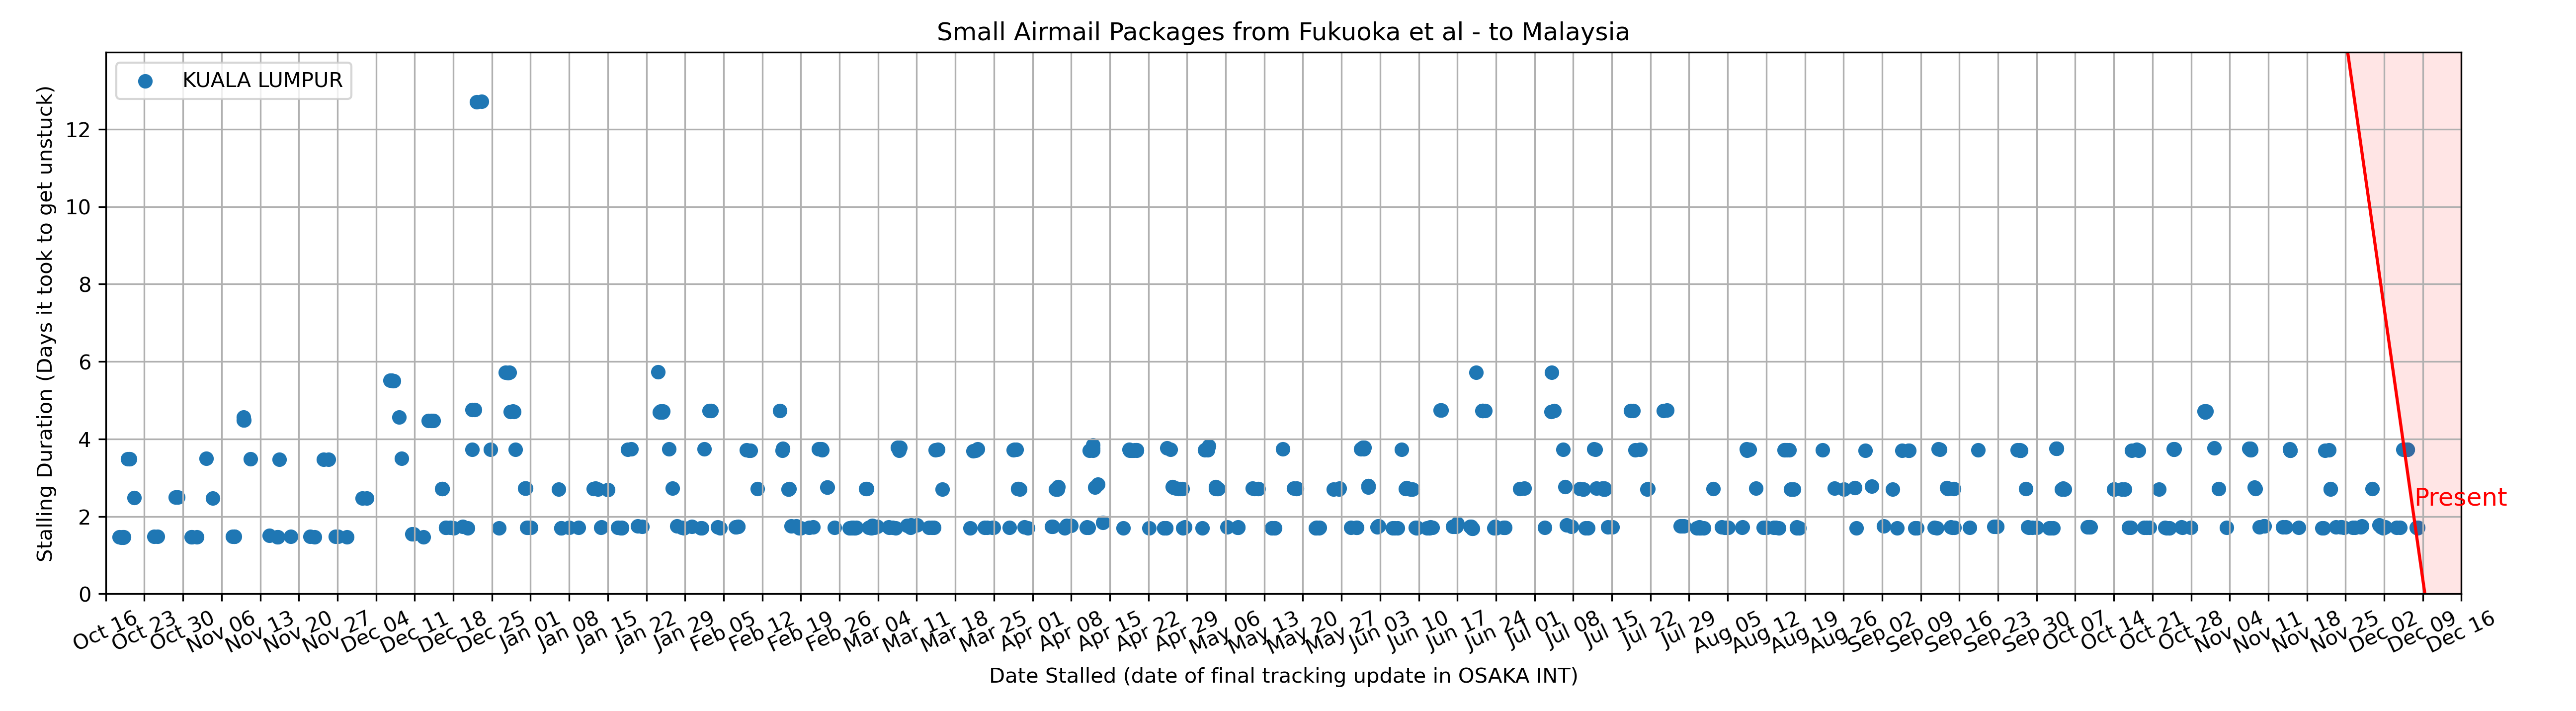 Small Airmail Packages from Fukuoka et al - to Malaysia
KUALA LUMPUR
Stalling Duration (Days it took to get unstuck)
12
10
8
6
4
2
0
Present
Oct 16
Oct 23
Oct 30
Nov 06
Nov 13
Nov 20
Nov 27
Dec 04
Dec 11
Dec 18
Dec 25
Jan 01
Jan 08
Jan 15
Jan 22
Jan 29
Feb 05
Feb 12
Feb 19
Feb 26
Mar 04
Mar 11
Mar 18
Mar 25
Apr 01
Apr 08
Apr 15
Apr 22
Apr 29
May 06
May 13
May 20
May 27
Jun 03
Jun 10
Jun 17
Jun 24
Jul 01
Jul 08
Jul 15
Jul 22
Jul 29
Aug 05
Aug 12
Aug 19
Aug 26
Sep 02
Sep 09
Sep 16
Sep 23
Sep 30
Oct 07
Oct 14
Oct 21
Oct 28
Nov 04
Nov 11
Nov 18
Nov 25
Dec 02
Dec 09
Dec 16
Date Stalled (date of final tracking update in OSAKA INT)